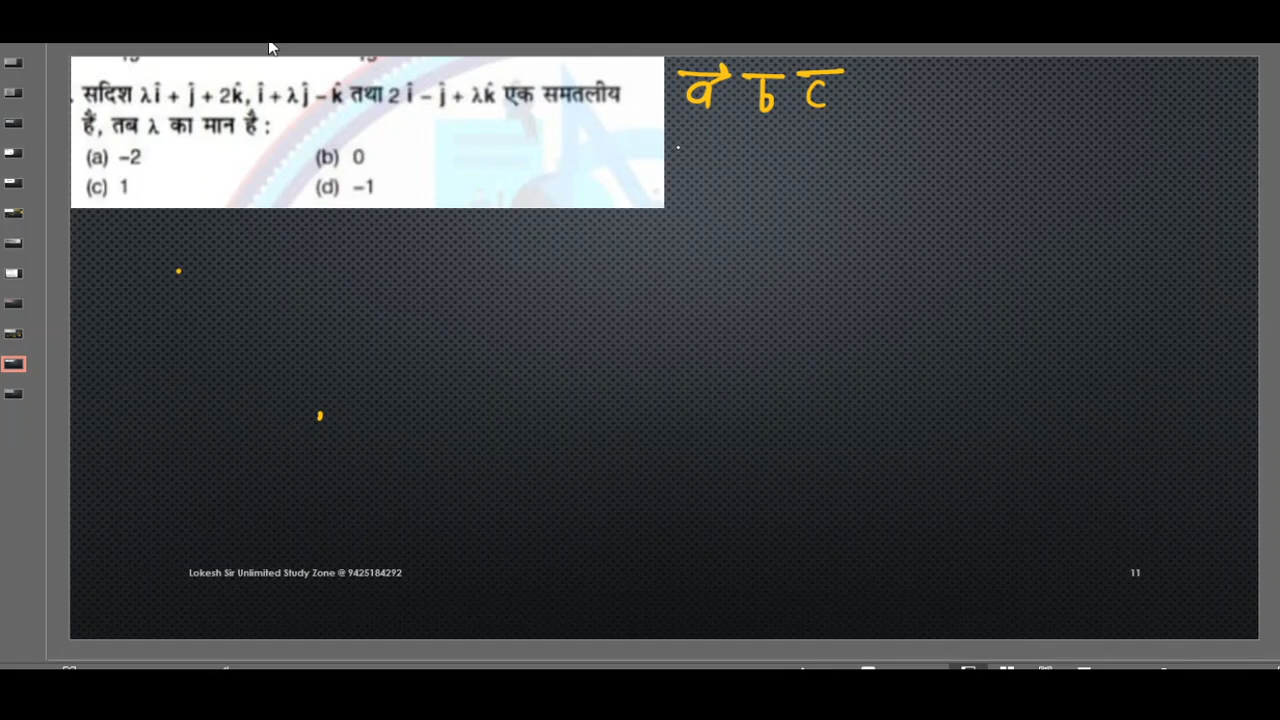 . सदिश λî + ĵ + 2k̂, î + λĵ – k̂ तथा 2 î – ĵ + λk̂ एक समतलीय
हैं, तब λ का मान है :
(a) –2 (b) 0
(c) 1 (d) –1
a⃗ b̅ c̅
Lokesh Sir Unlimited Study Zone @ 9425184292 11